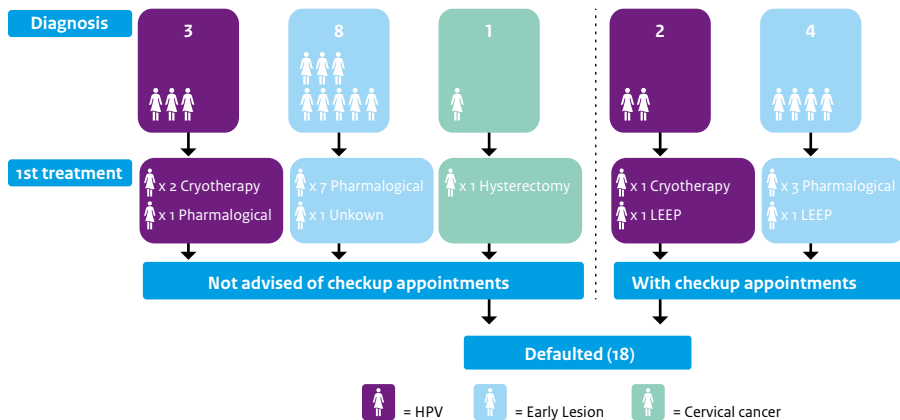 Diagnosis
3
8
1
2
4
1st treatment
x 2 Cryotherapy
x 1 Pharmalogical
x 7 Pharmalogical
x 1 Unkown
x 1 Hysterectomy
x 1 Cryotherapy
x 1 LEEP
x 3 Pharmalogical
x 1 LEEP
Not advised of checkup appointments
With checkup appointments
Defaulted (18)
= HPV
= Early Lesion
= Cervical cancer